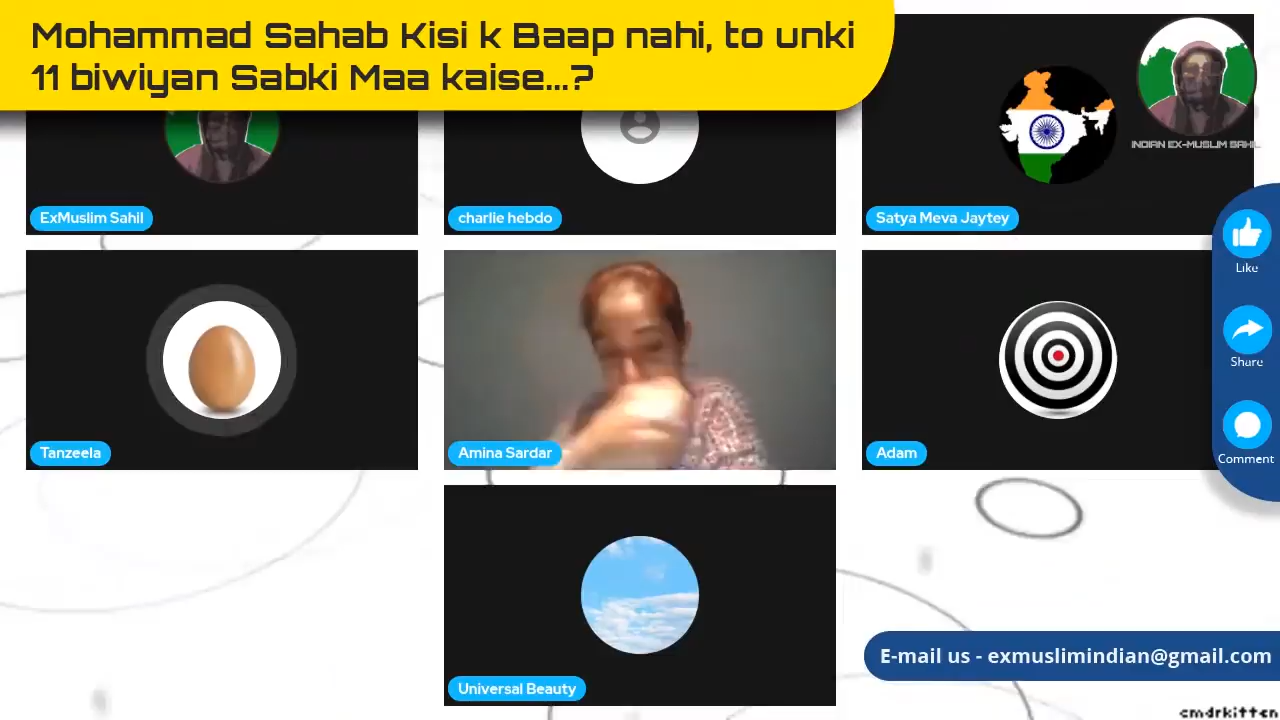 Mohammad Sahab Kisi k Baap nahi, to unki
11 biwiyan Sabki Maa kaise...?
INDIAN EX-MUSLIM SAHIL
ExMuslim Sahil
charlie hebdo
Satya Meva Jaytey
Like
Share
Tanzeela
Amina Sardar
Adam
Comment
E-mail us - exmuslimindian@gmail.com
Universal Beauty
cmdrkitten